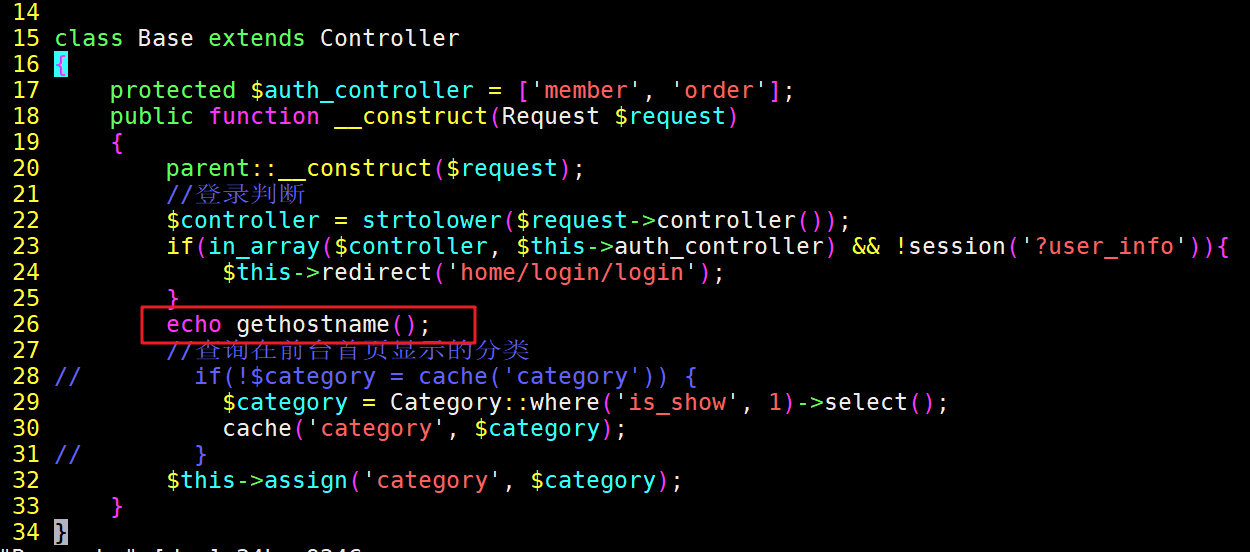 14
15 class Base extends Controller
16 {
17     protected $auth_controller = ['member', 'order'];
18     public function __construct(Request $request)
19     {
20         parent::__construct($request);
21         //登录判断
22         $controller = strtolower($request->controller());
23         if(in_array($controller, $this->auth_controller) && !session('?user_info')){
24             $this->redirect('home/login/login');
25         }
26         echo gethostname();
27         //查询在前台首页显示的分类
28 //        if(!$category = cache('category')) {
29             $category = Category::where('is_show', 1)->select();
30             cache('category', $category);
31 //        }
32         $this->assign('category', $category);
33     }
34 }